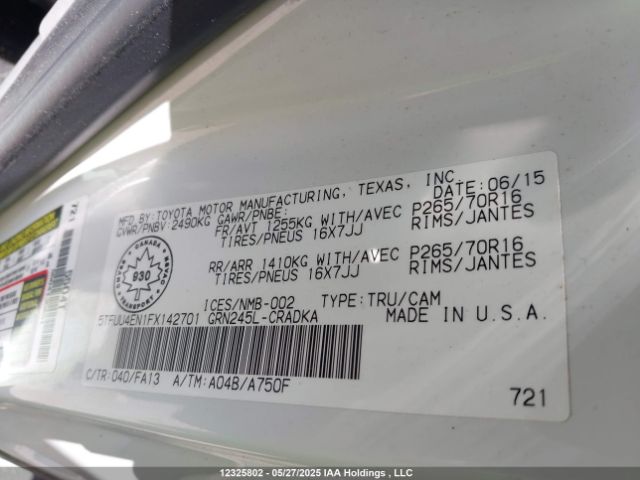 MFD.BY:TOYOTA MOTOR MANUFACTURING, TEXAS, INC.
DATE:06/15
GVWR/PNBV:2490KG GAWR/PNBE:
FR/AVT 1255KG WITH/AVEC P265/70R16
TIRES/PNEUS 16X7JJ RIMS/JANTES
RR/ARR 1410KG WITH/AVEC P265/70R16
TIRES/PNEUS 16X7JJ RIMS/JANTES
CANADA
830
ICES/NMB-002 TYPE:TRU/CAM
5TFUU4EN1FX142701 GRN245L-CRADKA MADE IN U.S.A.
C/TR:040/FA13 A/TM:A04B/A750F
721
721
12325802 - 05/27/2025 IAA Holdings , LLC